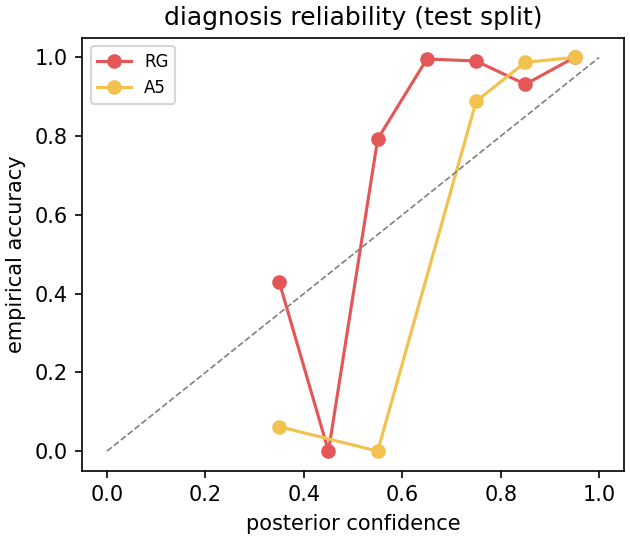 diagnosis reliability (test split)
RG
A5
empirical accuracy
1.0
0.8
0.6
0.4
0.2
0.0
0.0 0.2 0.4 0.6 0.8 1.0
posterior confidence